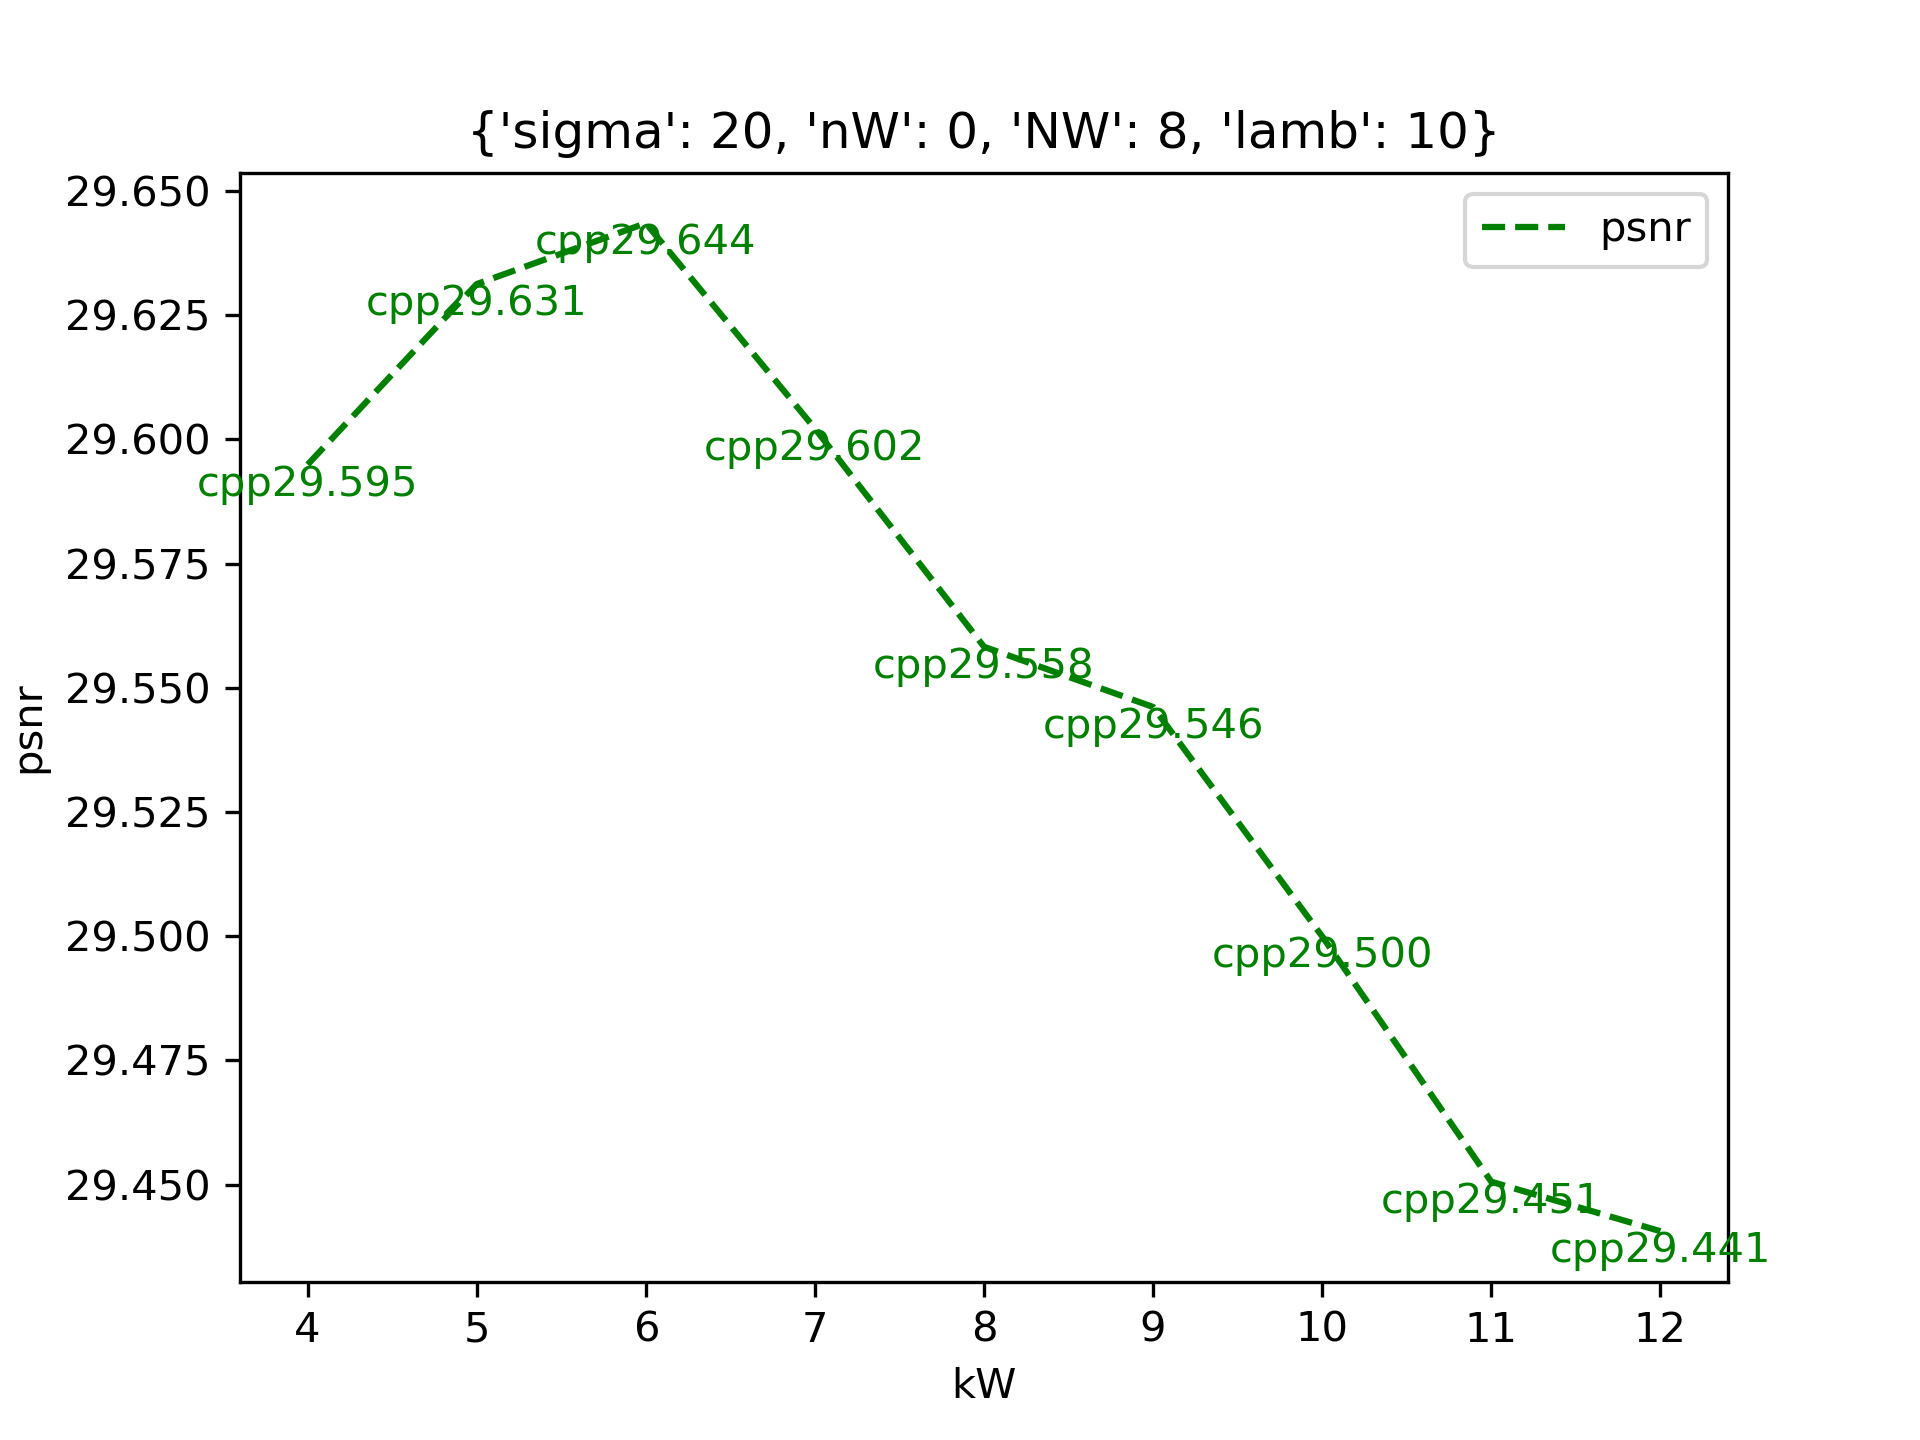 {'sigma': 20, 'nW': 0, 'NW': 8, 'lamb': 10}
psnr
29.650
29.625
29.600
29.575
29.550
29.525
29.500
29.475
29.450
psnr
cpp29.595
cpp29.631
cpp29.644
cpp29.602
cpp29.558
cpp29.546
cpp29.500
cpp29.451
cpp29.441
4 5 6 7 8 9 10 11 12
kW